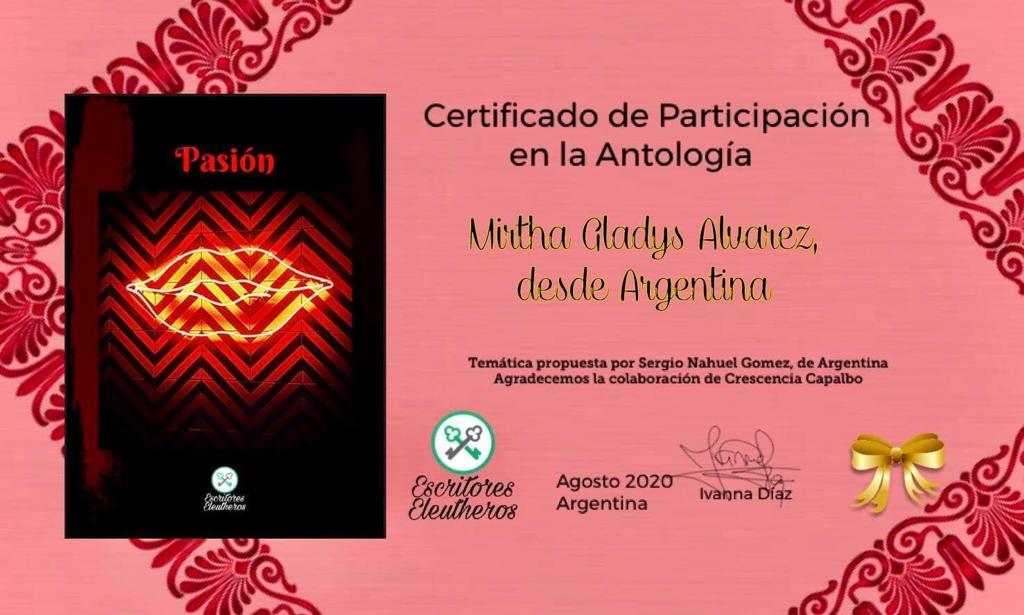 Pasión
Escritores
Eleutheros
Certificado de Participación
en la Antología
Mirtha Gladys Alvarez,
desde Argentina
Temática propuesta por Sergio Nahuel Gomez, de Argentina
Agradecemos la colaboración de Crescencia Capalbo
Escritores
Eleutheros
Agosto 2020
Argentina
Ivanna Díaz